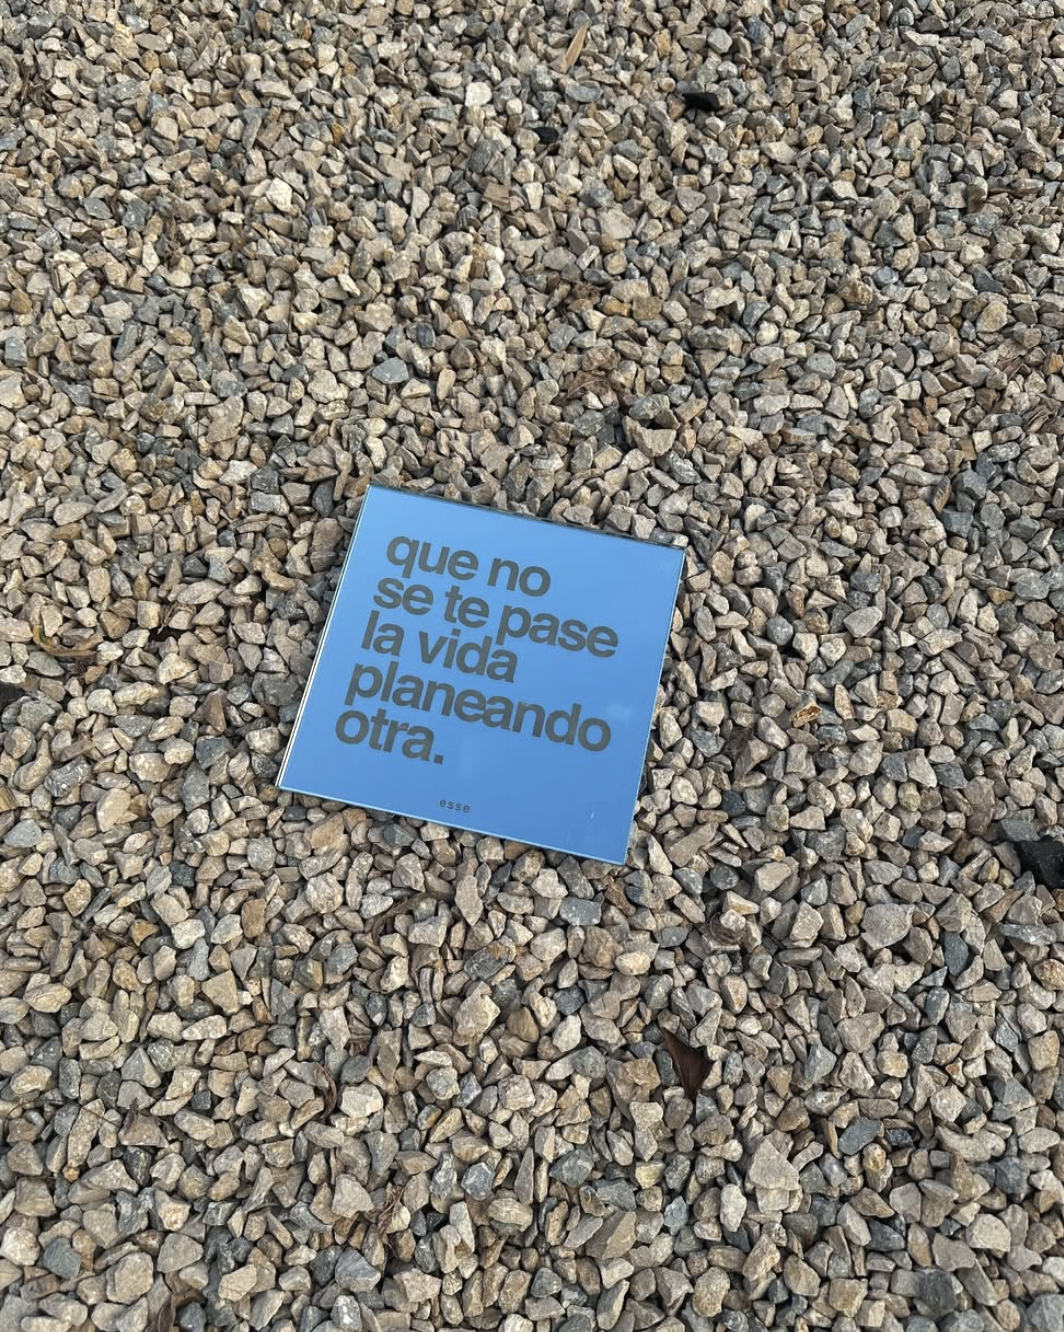 que no
se te pase
la vida
planeando
otra.
esse